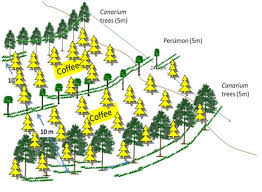 Canarium
trees (5m)
Persimon (5m)
Coffee
10
Canarium
trees (5m)
Coffee
10 m